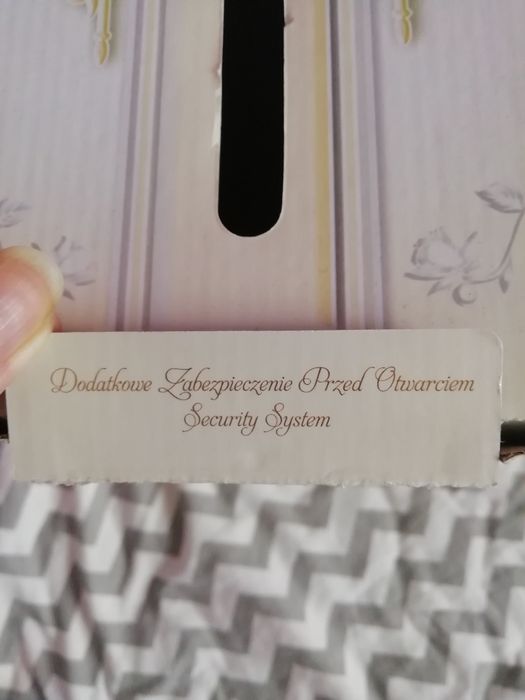 Dodatkowe Zabezpieczenie Przed Otwarciem
Security System